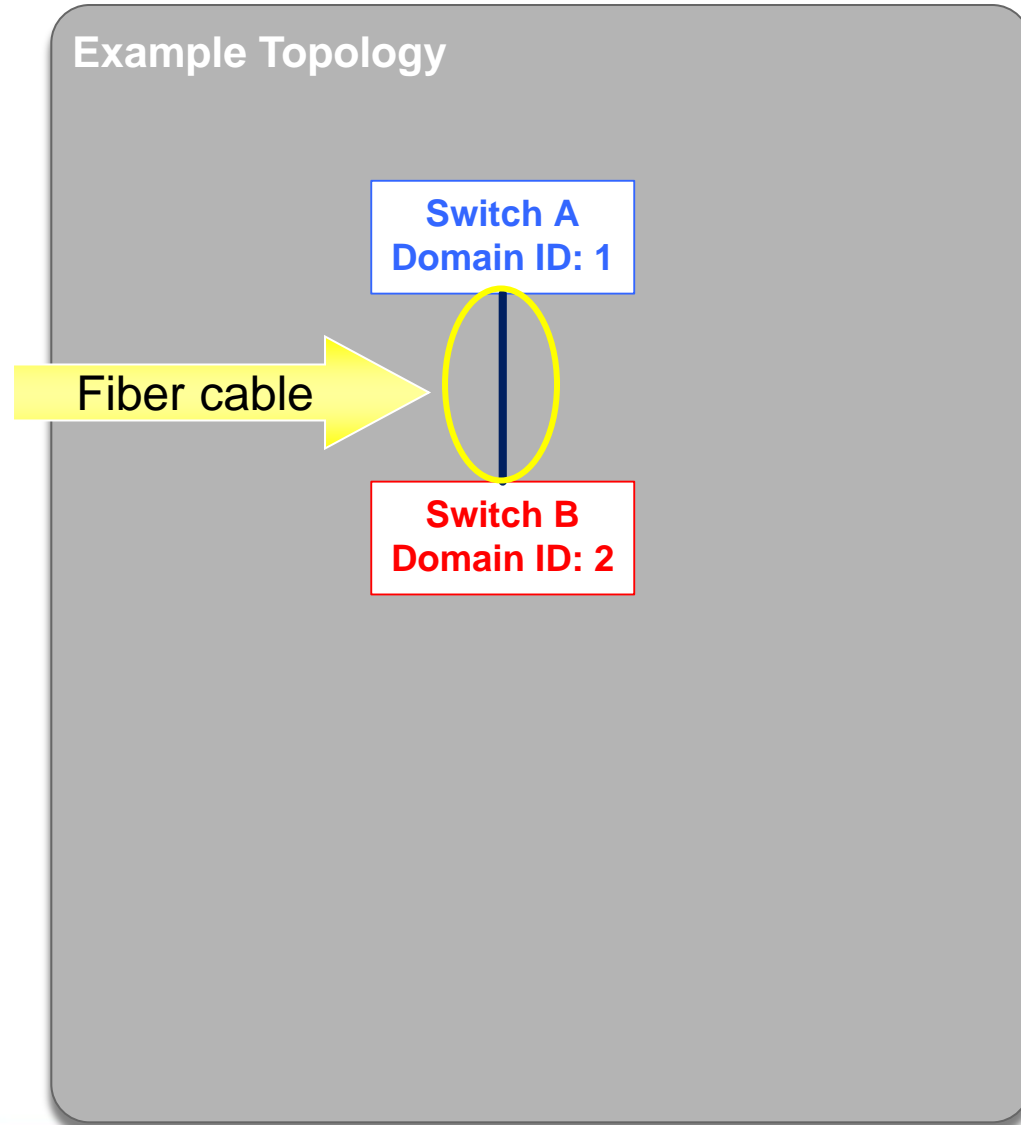 Example Topology
Switch A
Domain ID: 1
Fiber cable
Switch B
Domain ID: 2